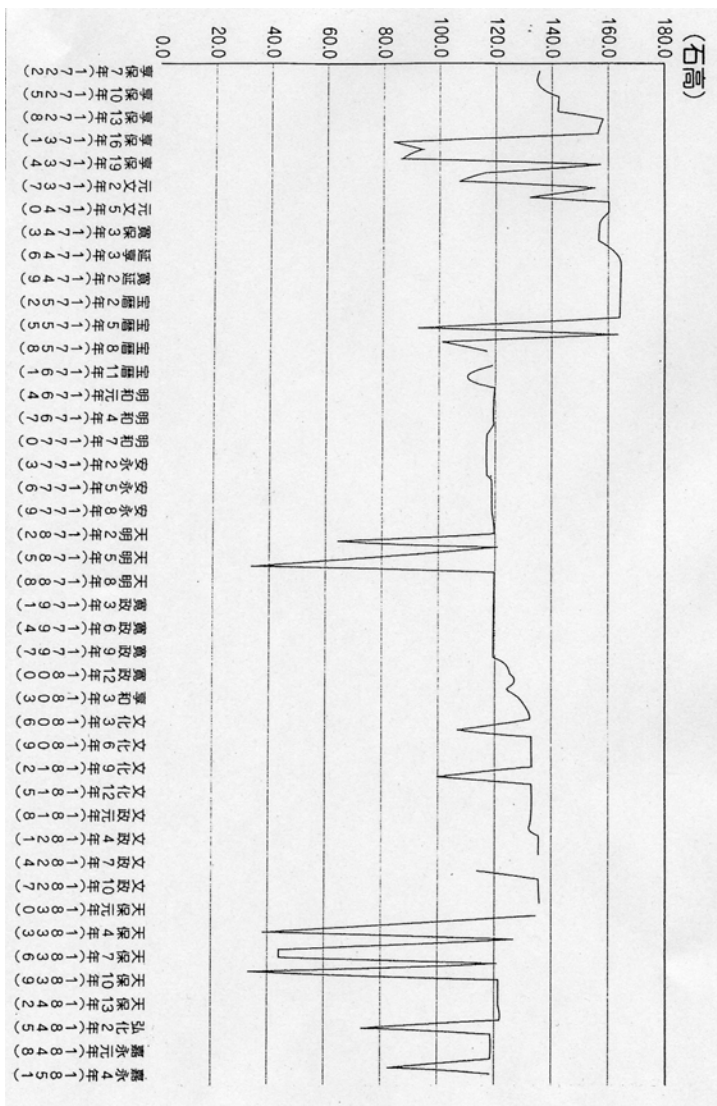 (石高)
180.0
160.0
140.0
120.0
100.0
80.0
60.0
40.0
20.0
0.0
享保7年(1722)
享保10年(1725)
享保13年(1728)
享保16年(1731)
享保19年(1734)
元文2年(1737)
元文5年(1740)
寛保3年(1743)
延享3年(1746)
寛延2年(1749)
宝暦2年(1752)
宝暦5年(1755)
宝暦8年(1758)
宝暦11年(1761)
明和元年(1764)
明和4年(1767)
明和7年(1770)
安永2年(1773)
安永5年(1776)
安永8年(1779)
天明2年(1782)
天明5年(1785)
天明8年(1788)
寛政3年(1791)
寛政6年(1794)
寛政9年(1797)
寛政12年(1800)
享和3年(1803)
文化3年(1806)
文化6年(1809)
文化9年(1812)
文化12年(1815)
文政元年(1818)
文政4年(1821)
文政7年(1824)
文政10年(1827)
天保元年(1830)
天保4年(1833)
天保7年(1836)
天保10年(1839)
天保13年(1842)
弘化2年(1845)
嘉永元年(1848)
嘉永4年(1851)